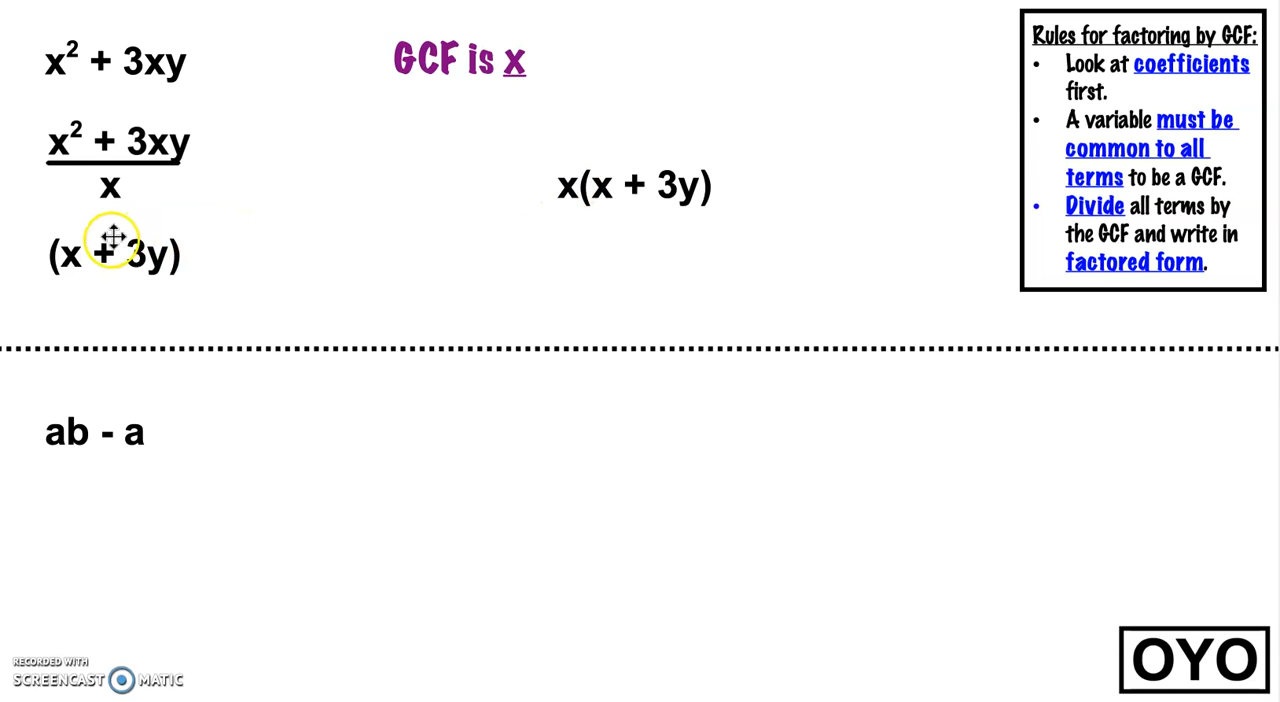 x² + 3xy
GCF is x
x² + 3xy
x
(x + 3y)
x(x + 3y)
Rules for factoring by GCF:
• Look at coefficients
first.
• A variable must be
common to all
terms to be a GCF.
• Divide all terms by
the GCF and write in
factored form.
ab - a
RECORDED WITH
SCREENCAST MATIC
OYO